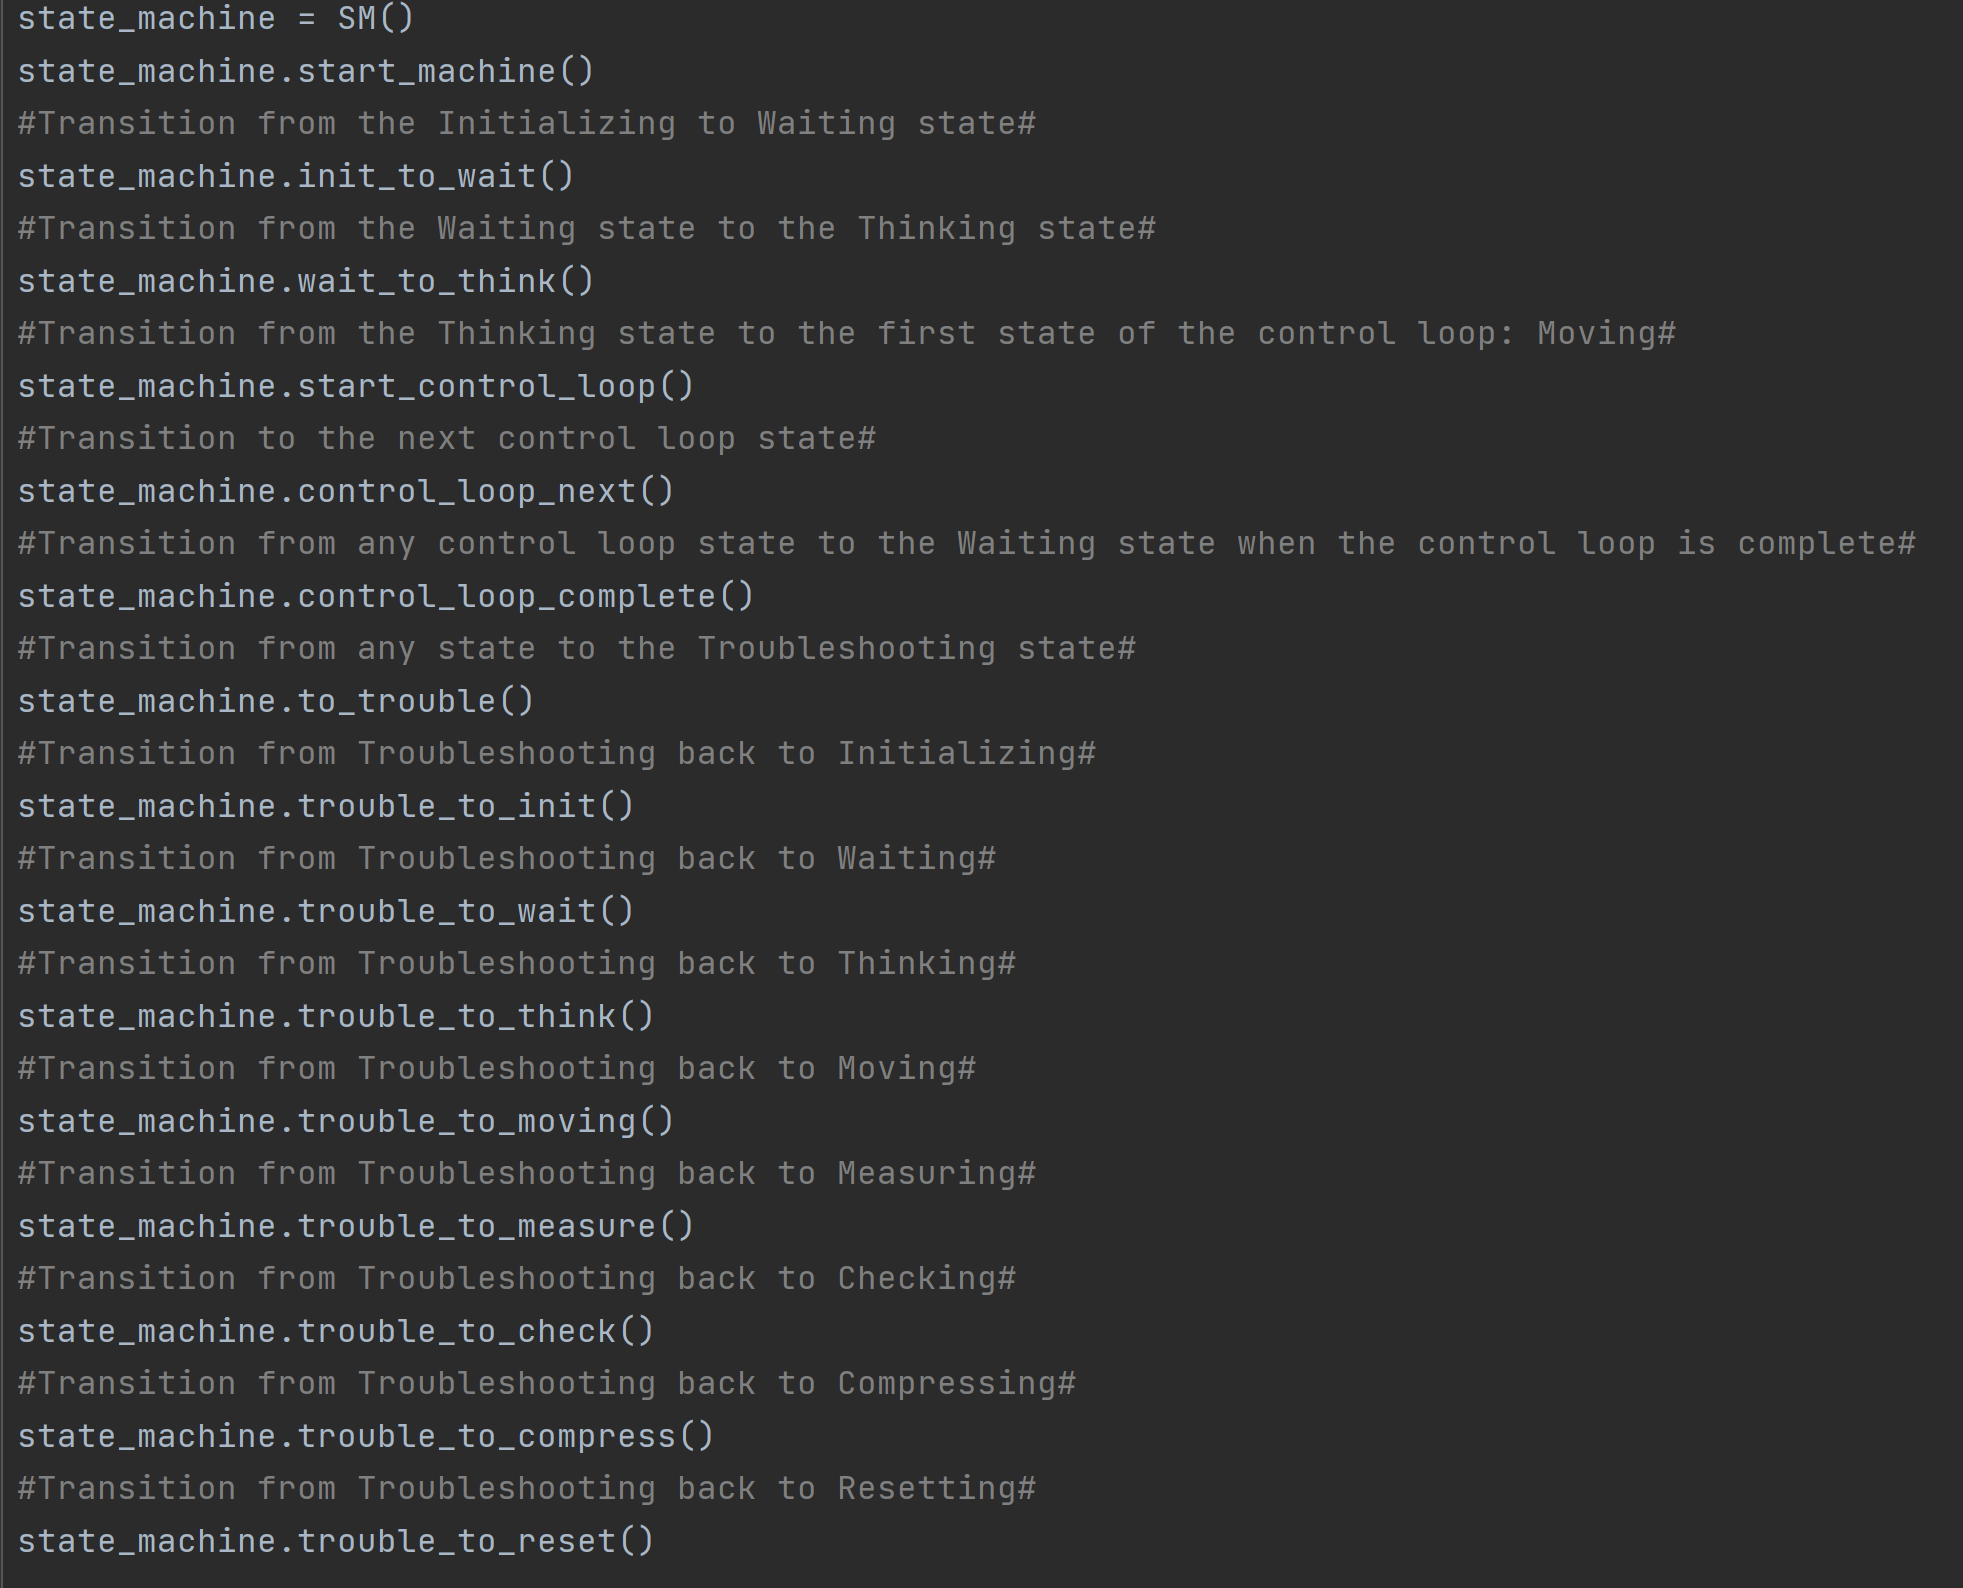 state_machine = SM()
state_machine.start_machine()
#Transition from the Initializing to Waiting state#
state_machine.init_to_wait()
#Transition from the Waiting state to the Thinking state#
state_machine.wait_to_think()
#Transition from the Thinking state to the first state of the control loop: Moving#
state_machine.start_control_loop()
#Transition to the next control loop state#
state_machine.control_loop_next()
#Transition from any control loop state to the Waiting state when the control loop is complete#
state_machine.control_loop_complete()
#Transition from any state to the Troubleshooting state#
state_machine.to_trouble()
#Transition from Troubleshooting back to Initializing#
state_machine.trouble_to_init()
#Transition from Troubleshooting back to Waiting#
state_machine.trouble_to_wait()
#Transition from Troubleshooting back to Thinking#
state_machine.trouble_to_think()
#Transition from Troubleshooting back to Moving#
state_machine.trouble_to_moving()
#Transition from Troubleshooting back to Measuring#
state_machine.trouble_to_measure()
#Transition from Troubleshooting back to Checking#
state_machine.trouble_to_check()
#Transition from Troubleshooting back to Compressing#
state_machine.trouble_to_compress()
#Transition from Troubleshooting back to Resetting#
state_machine.trouble_to_reset()